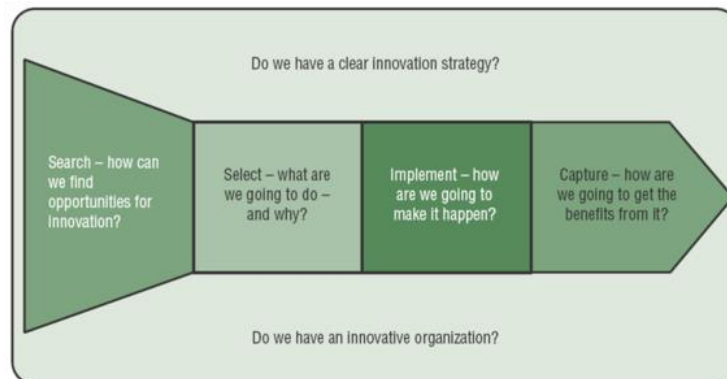 Do we have a clear innovation strategy?
Search – how can
we find
opportunities for
innovation?
Select – what are
we going to do –
and why?
Implement – how
are we going to
make it happen?
Capture – how are
we going to get the
benefits from it?
Do we have an innovative organization?